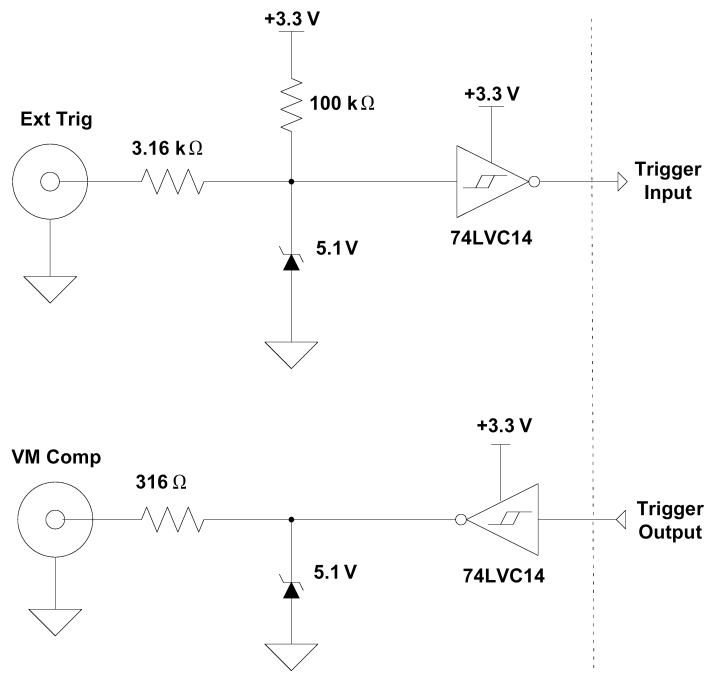 +3.3 V
100 kΩ
+3.3 V
Ext Trig
3.16 kΩ
Trigger
Input
74LVC14
5.1 V
+3.3 V
VM Comp
316 Ω
Trigger
Output
5.1 V
74LVC14